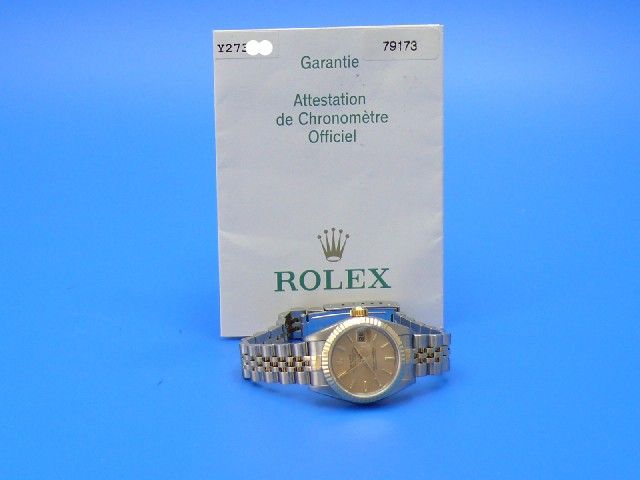 Y273
79173
Garantie
Attestation
de Chronomètre
Officiel
ROLEX